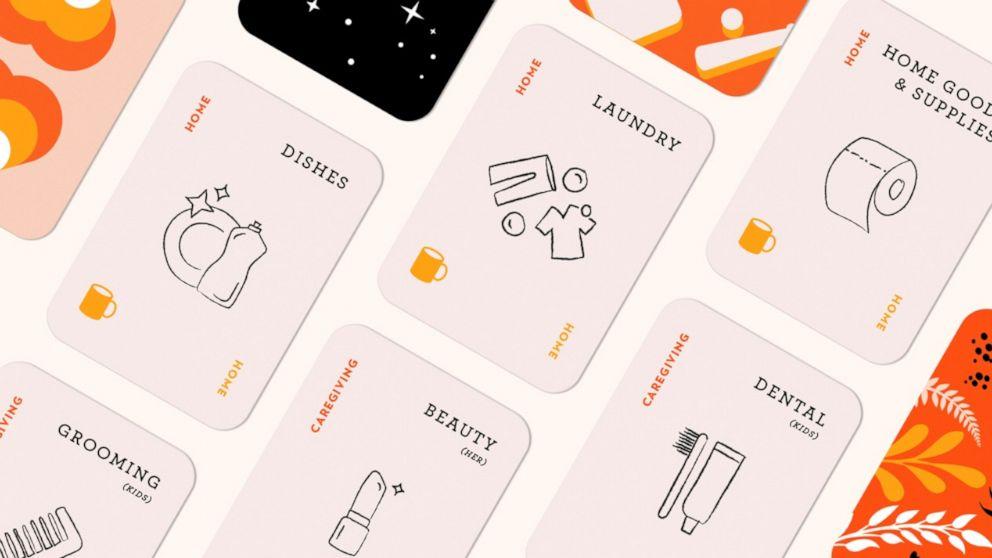 HOME
DISHES
HOME
HOME
LAUNDRY
HOME
HOME
HOME GOOD
& SUPPLIES
HOME
GROOMING
(KIDS)
CAREGIVING
BEAUTY
(HER)
CAREGIVING
DENTAL
(KIDS)